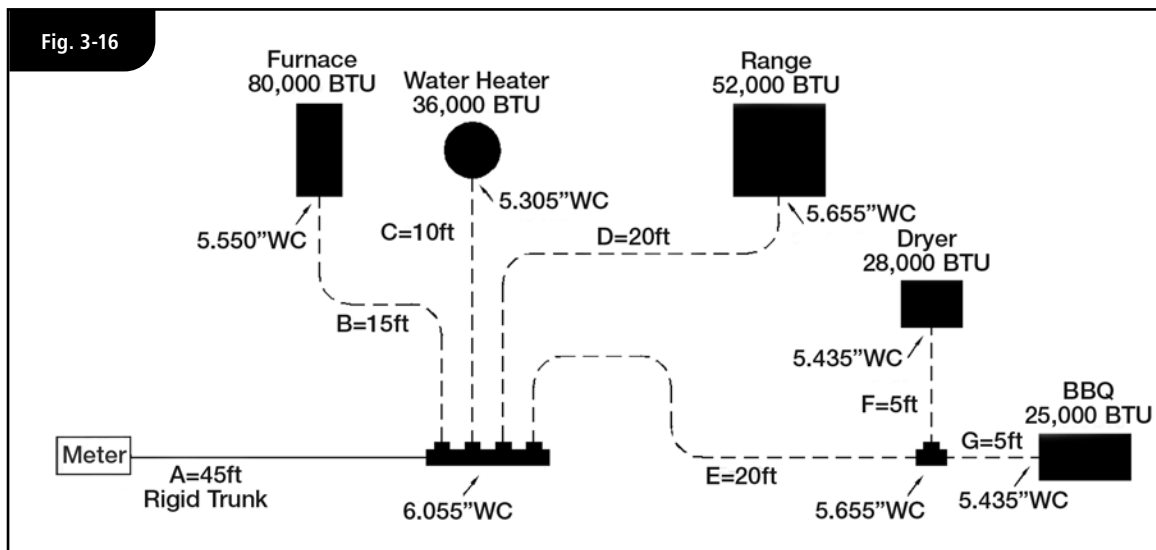 Fig. 3-16
Furnace
80,000 BTU
Water Heater
36,000 BTU
Range
52,000 BTU
5.550”WC
C=10ft
5.305”WC
D=20ft
5.655”WC
Dryer
28,000 BTU
B=15ft
5.435”WC
F=5ft
BBQ
25,000 BTU
Meter
A=45ft
Rigid Trunk
6.055”WC
E=20ft
G=5ft
5.655”WC
5.435”WC